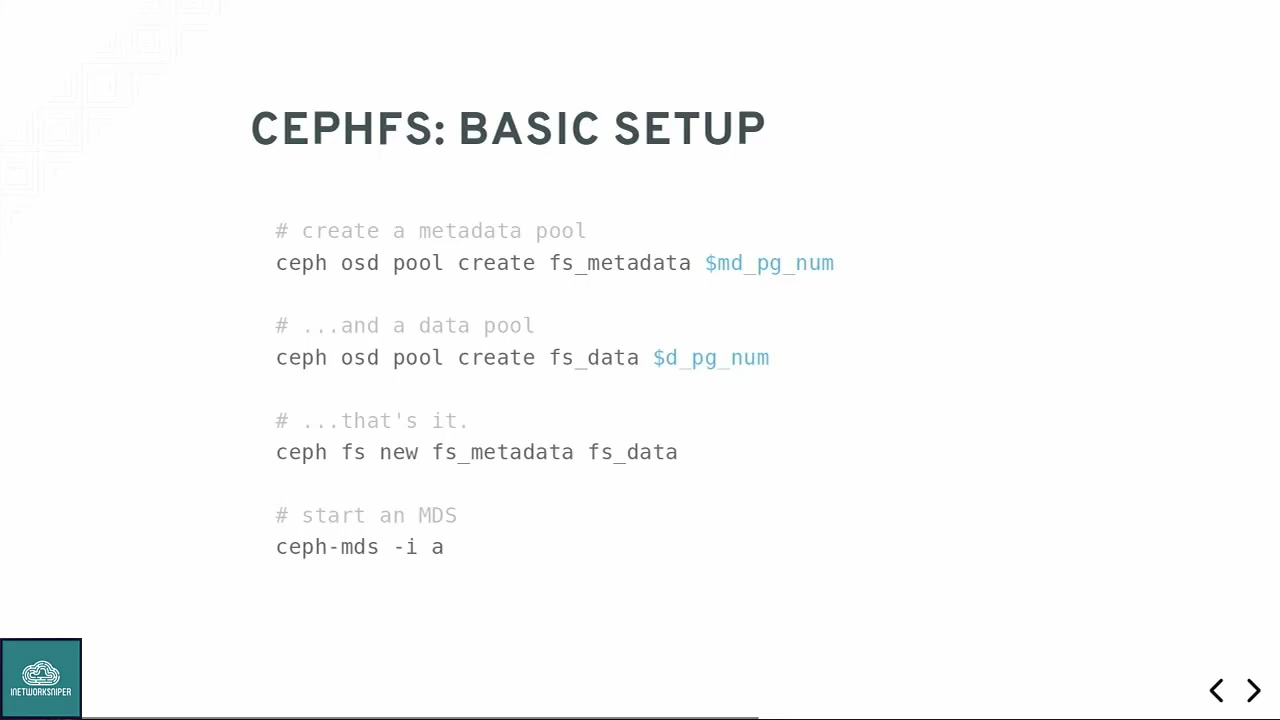 CEPHFS: BASIC SETUP
# create a metadata pool
ceph osd pool create fs_metadata $md_pg_num
# ...and a data pool
ceph osd pool create fs_data $d_pg_num
# ...that's it.
ceph fs new fs_metadata fs_data
# start an MDS
ceph-mds -i a
INETWORKSNIPER